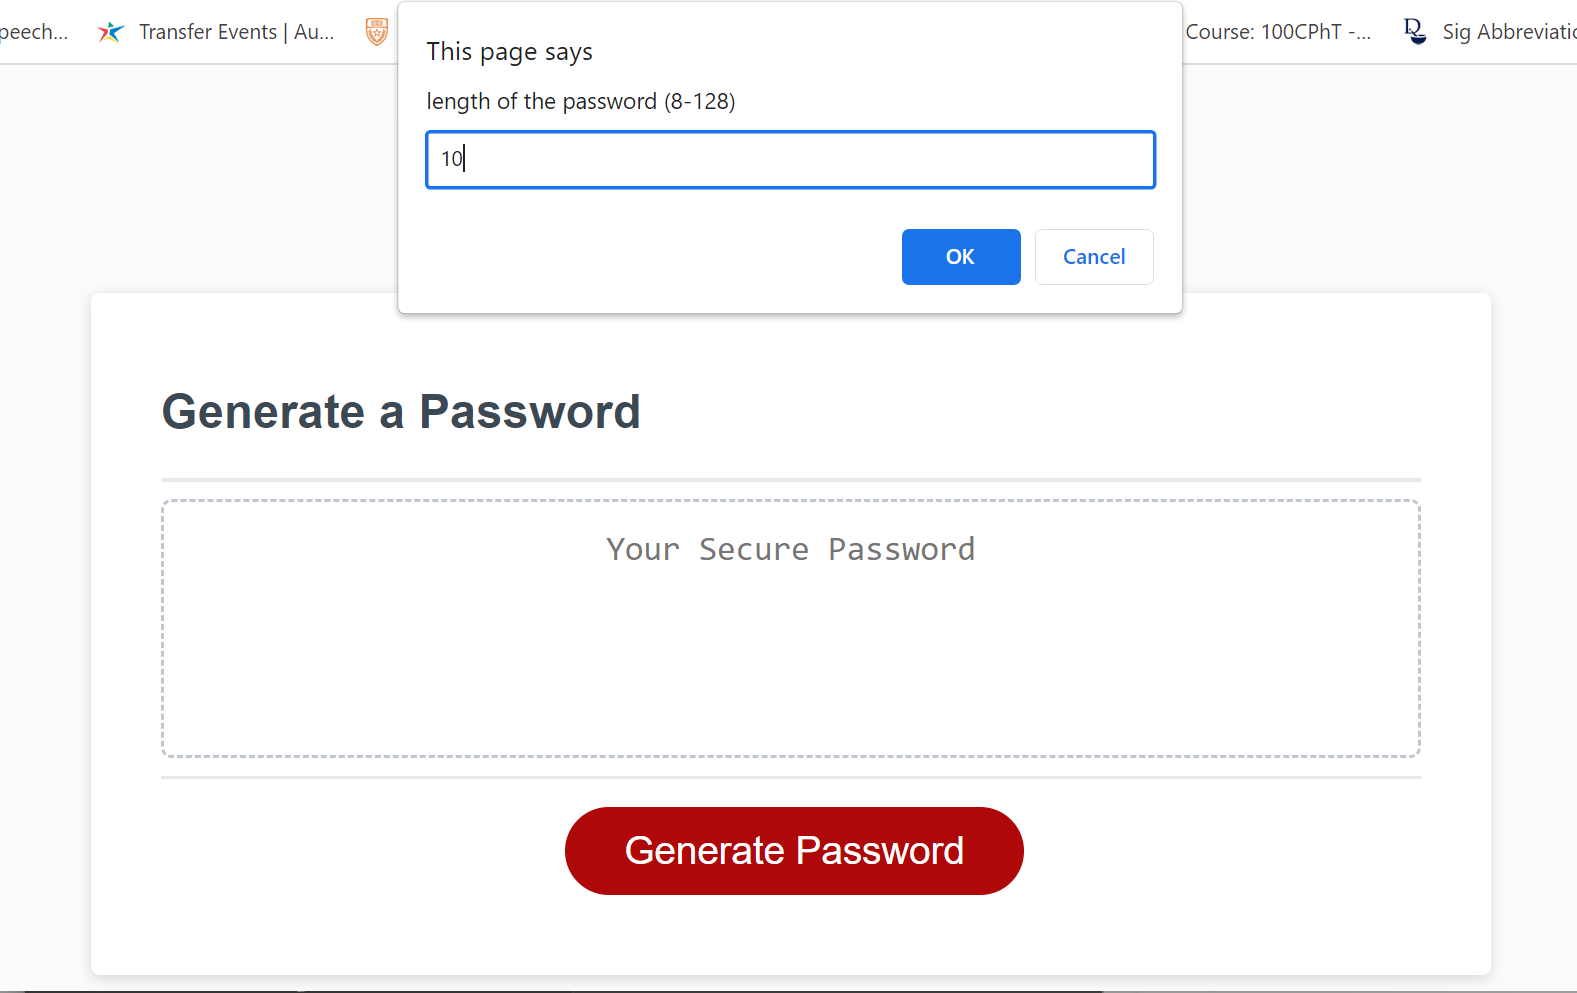 peech... Transfer Events | Au... Course: 100CPhT -... Sig Abbreviatio
This page says
length of the password (8-128)
10
OK Cancel
Generate a Password
Your Secure Password
Generate Password